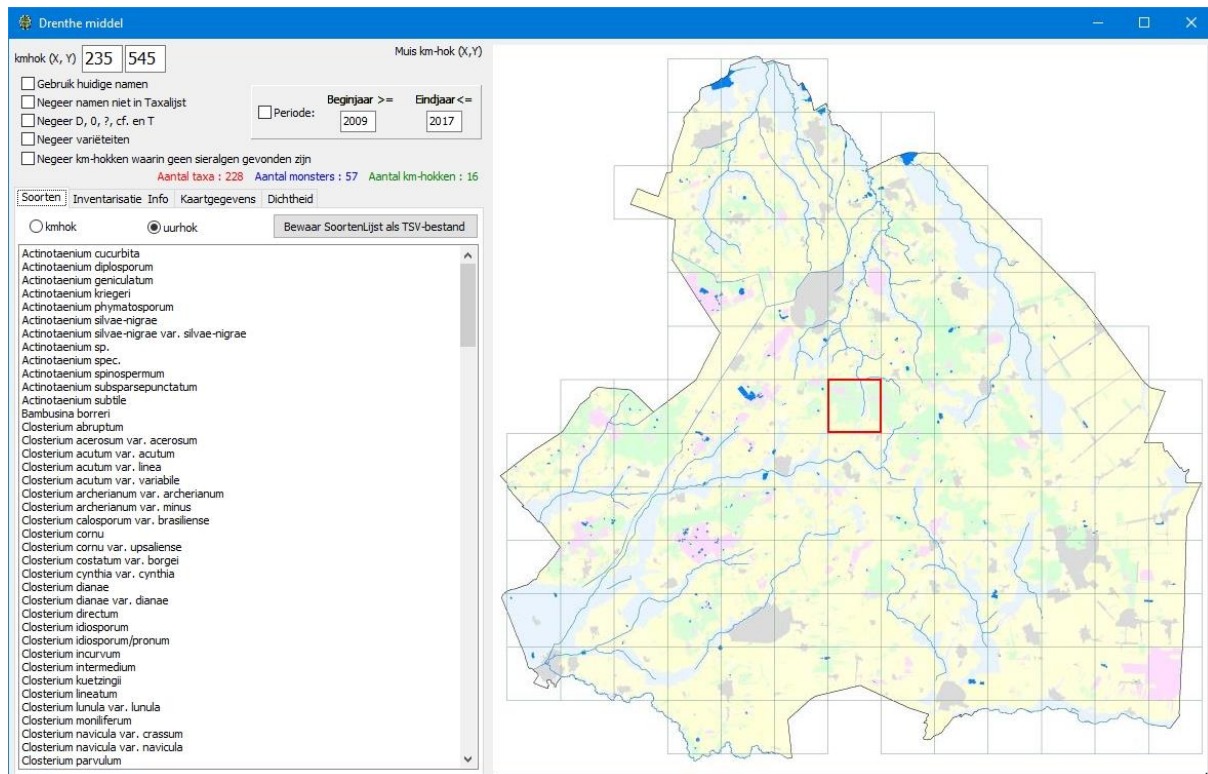 Drenthe middel
kmhok (X, Y) 235 545 Muis km-hok (X,Y)
Gebruik huidige namen
Negeer namen niet in Taxalijst
Negeer D, 0, ?, cf. en T
Negeer variëteiten
Negeer km-hokken waarin geen sieralgen gevonden zijn
Periode: Beginjaar >= Eindjaar <=
2009 2017
Aantal taxa : 228 Aantal monsters : 57 Aantal km-hokken : 16
Soorten Inventarisatie Info Kaartgegevens Dichtheid
kmhok uurhok Bewaar SoortenLijst als TSV-bestand
Actinotaenium cucurbita
Actinotaenium diplosporum
Actinotaenium geniculatum
Actinotaenium kriegeri
Actinotaenium phymatosporum
Actinotaenium silvae-nigrae
Actinotaenium silvae-nigrae var. silvae-nigrae
Actinotaenium sp.
Actinotaenium spec.
Actinotaenium spinospermum
Actinotaenium subsparsepunctatum
Actinotaenium subtile
Bambusina borreri
Closterium abruptum
Closterium acerosum var. acerosum
Closterium acutum var. acutum
Closterium acutum var. linea
Closterium acutum var. variabile
Closterium archerianum var. archerianum
Closterium archerianum var. minus
Closterium calosporum var. brasiliense
Closterium cornu
Closterium cornu var. upsaliense
Closterium costatum var. borgei
Closterium cynthia var. cynthia
Closterium dianae
Closterium dianae var. dianae
Closterium directum
Closterium idiosporum
Closterium idiosporum/pronum
Closterium incurvum
Closterium intermedium
Closterium kuetzingii
Closterium lineatum
Closterium lunula var. lunula
Closterium moniliferum
Closterium navicula var. crassum
Closterium navicula var. navicula
Closterium parvulum